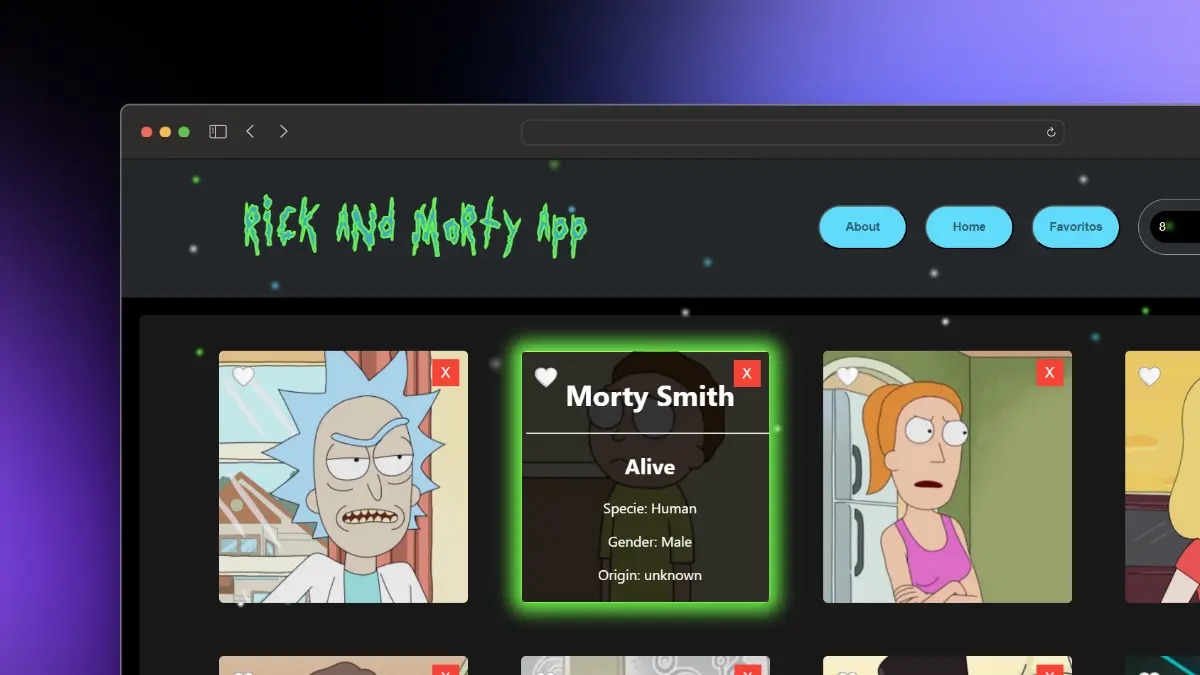 Rick And Morty App
About
Home
Favoritos
8
X
X
X
Morty Smith
Alive
Specie: Human
Gender: Male
Origin: unknown
X
X
X